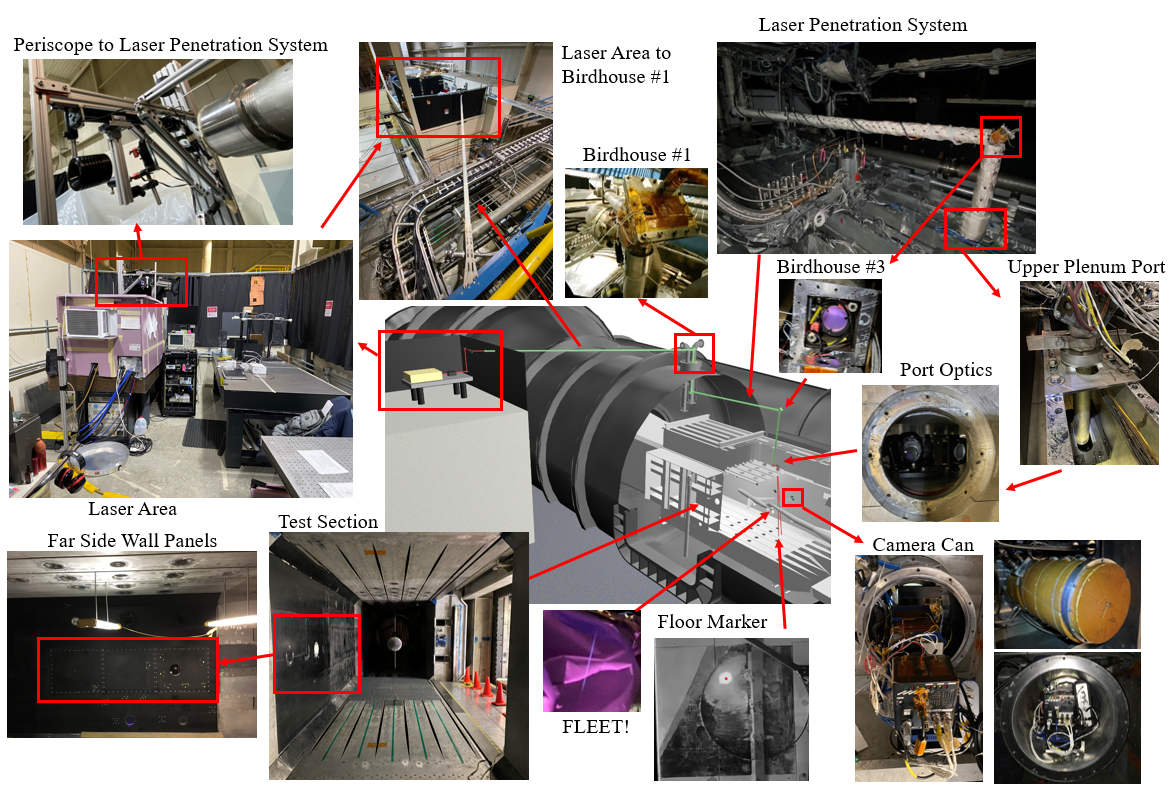 Laser Penetration System
Periscope to Laser Penetration System
Laser Area to
Birdhouse #1
Birdhouse #1
Birdhouse #3
Upper Plenum Port
Port Optics
Laser Area
Test Section
Far Side Wall Panels
Camera Can
Floor Marker
FLEET!